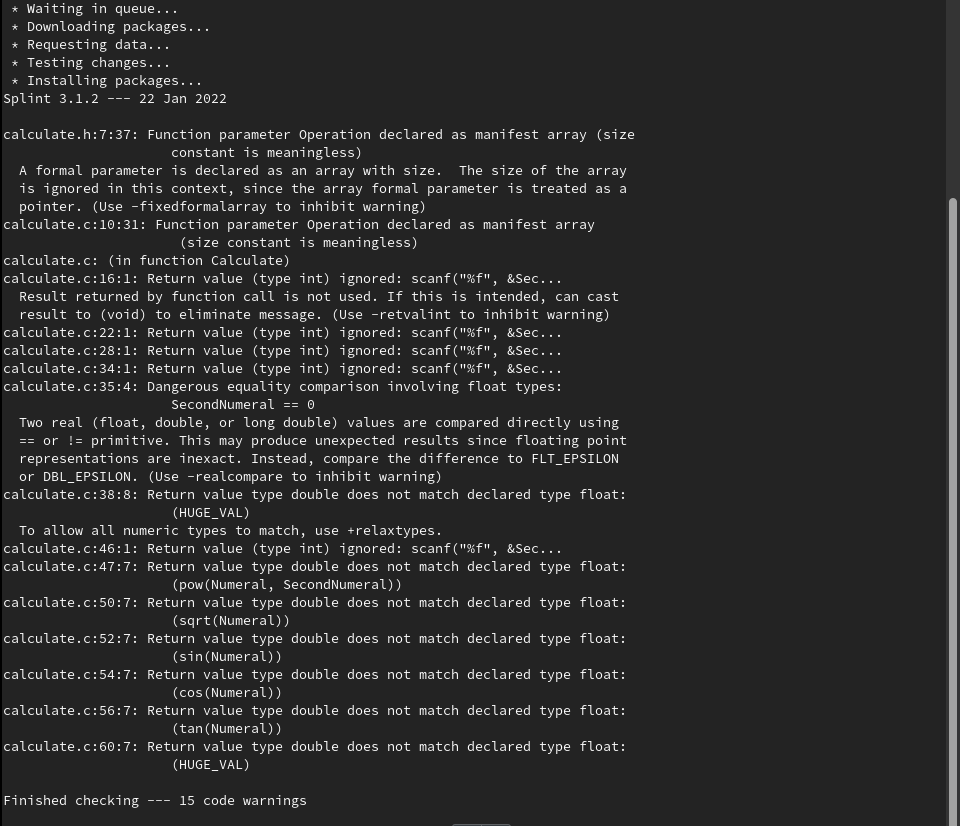 * Waiting in queue...
* Downloading packages...
* Requesting data...
* Testing changes...
* Installing packages...
Splint 3.1.2 --- 22 Jan 2022
calculate.h:7:37: Function parameter Operation declared as manifest array (size
constant is meaningless)
A formal parameter is declared as an array with size.  The size of the array
is ignored in this context, since the array formal parameter is treated as a
pointer. (Use -fixedformalarray to inhibit warning)
calculate.c:10:31: Function parameter Operation declared as manifest array
(size constant is meaningless)
calculate.c: (in function Calculate)
calculate.c:16:1: Return value (type int) ignored: scanf("%f", &Sec...
Result returned by function call is not used. If this is intended, can cast
result to (void) to eliminate message. (Use -retvalint to inhibit warning)
calculate.c:22:1: Return value (type int) ignored: scanf("%f", &Sec...
calculate.c:28:1: Return value (type int) ignored: scanf("%f", &Sec...
calculate.c:34:1: Return value (type int) ignored: scanf("%f", &Sec...
calculate.c:35:4: Dangerous equality comparison involving float types:
SecondNumeral == 0
Two real (float, double, or long double) values are compared directly using
== or != primitive. This may produce unexpected results since floating point
representations are inexact. Instead, compare the difference to FLT_EPSILON
or DBL_EPSILON. (Use -realcompare to inhibit warning)
calculate.c:38:8: Return value type double does not match declared type float:
(HUGE_VAL)
To allow all numeric types to match, use +relaxtypes.
calculate.c:46:1: Return value (type int) ignored: scanf("%f", &Sec...
calculate.c:47:7: Return value type double does not match declared type float:
(pow(Numeral, SecondNumeral))
calculate.c:50:7: Return value type double does not match declared type float:
(sqrt(Numeral))
calculate.c:52:7: Return value type double does not match declared type float:
(sin(Numeral))
calculate.c:54:7: Return value type double does not match declared type float:
(cos(Numeral))
calculate.c:56:7: Return value type double does not match declared type float:
(tan(Numeral))
calculate.c:60:7: Return value type double does not match declared type float:
(HUGE_VAL)
Finished checking --- 15 code warnings